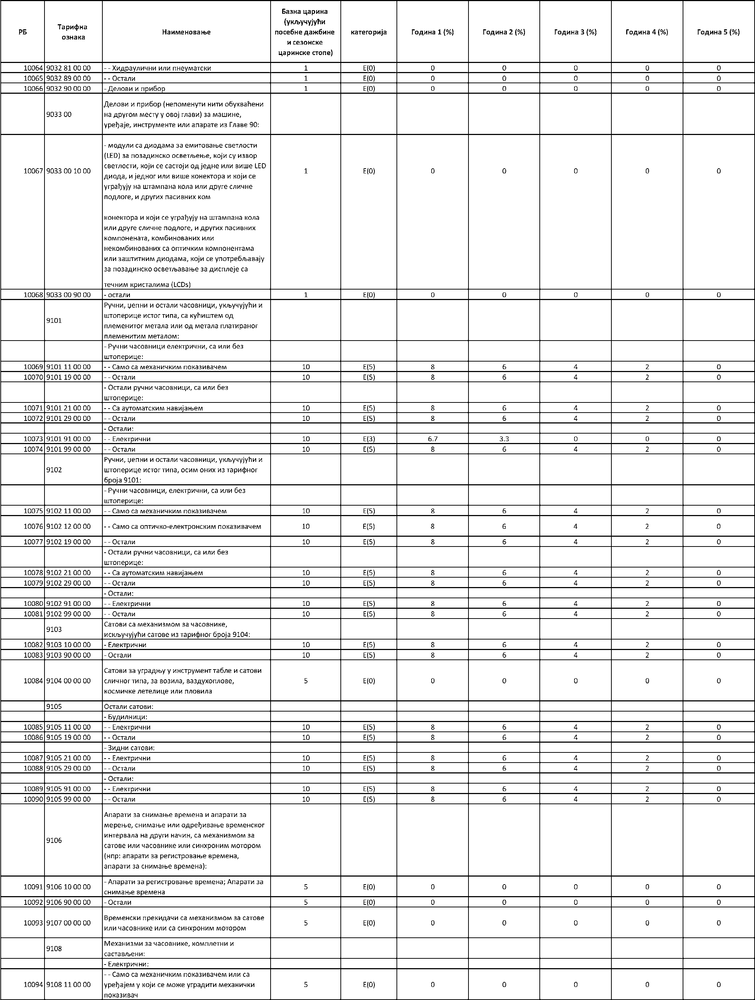 РБ Тарифна ознака Наименовање Базна царина (укључујући посебне дажбине и сезонске царинске стопе) категорија Година 1 (%) Година 2 (%) Година 3 (%) Година 4 (%) Година 5 (%)
10064 9032 81 00 00 - - Хидраулични или пнеуматски 1 E(0) 0 0 0 0 0
10065 9032 89 00 00 - - Остали 1 E(0) 0 0 0 0 0
10066 9032 90 00 00 - Делови и прибор 1 E(0) 0 0 0 0 0
9033 00 Делови и прибор (непоменути нити обухваћени
на другом месту у овој глави) за машине,
уређаје, инструменте или апарате из Главе 90:
10067 9033 00 10 00 - модули са диодама за емитовање светлости 1 E(0) 0 0 0 0 0
(LED) за позадинско осветљење, који су извор
светлости, који се састоји од једне или више LED
диода, и једног или више конектора и који се
уграђују на штампана кола или друге сличне
подлоге, и других пасивних ком
конектора и који се уграђују на штампана кола
или друге сличне подлоге, и других пасивних
компонената, комбинованих или
некомбинованих са оптичким компонентама
или заштитним диодама, који се употребљавају
за позадинско осветљавање за дисплеје са
течним кристалима (LCDs)
10068 9033 00 90 00 - остали 1 E(0) 0 0 0 0 0
9101 Ручни, џепни и остали часовници, укључујући и
штоперице истог типа, са кућиштем од
племенитог метала или од метала платираног
племенитим металом:
- Ручни часовници електрични, са или без
штоперице:
10069 9101 11 00 00 - - Само са механичким показивачем 10 E(5) 8 6 4 2 0
10070 9101 19 00 00 - - Остали 10 E(5) 8 6 4 2 0
- Остали ручни часовници, са или без
штоперице:
10071 9101 21 00 00 - - Са аутоматским навијањем 10 E(5) 8 6 4 2 0
10072 9101 29 00 00 - - Остали 10 E(5) 8 6 4 2 0
- Остали:
10073 9101 91 00 00 - - Електрични 10 E(3) 6.7 3.3 0 0 0
10074 9101 99 00 00 - - Остали 10 E(5) 8 6 4 2 0
9102 Ручни, џепни и остали часовници, укључујући и
штоперице истог типа, осим оних из тарифног
броја 9101:
- Ручни часовници, електрични, са или без
штоперице:
10075 9102 11 00 00 - - Само са механичким показивачем 10 E(5) 8 6 4 2 0
10076 9102 12 00 00 - - Само са оптичко-електронским показивачем 10 E(5) 8 6 4 2 0
10077 9102 19 00 00 - - Остали 10 E(5) 8 6 4 2 0
- Остали ручни часовници, са или без
штоперице:
10078 9102 21 00 00 - - Са аутоматским навијањем 10 E(5) 8 6 4 2 0
10079 9102 29 00 00 - - Остали 10 E(5) 8 6 4 2 0
- Остали:
10080 9102 91 00 00 - - Електрични 10 E(5) 8 6 4 2 0
10081 9102 99 00 00 - - Остали 10 E(5) 8 6 4 2 0
9103 Сатови са механизмом за часовнике,
искључујући сатове из тарифног броја 9104:
10082 9103 10 00 00 - Електрични 10 E(5) 8 6 4 2 0
10083 9103 90 00 00 - Остали 10 E(5) 8 6 4 2 0
10084 9104 00 00 00 Сатови за уградњу у инструмент табле и сатови 5 E(0) 0 0 0 0 0
сличног типа, за возила, ваздухоплове,
космичке летелице или пловила
9105 Остали сатови:
- Будилници:
10085 9105 11 00 00 - - Електрични 10 E(5) 8 6 4 2 0
10086 9105 19 00 00 - - Остали 10 E(5) 8 6 4 2 0
- Зидни сатови:
10087 9105 21 00 00 - - Електрични 10 E(5) 8 6 4 2 0
10088 9105 29 00 00 - - Остали 10 E(5) 8 6 4 2 0
- Остали:
10089 9105 91 00 00 - - Електрични 10 E(5) 8 6 4 2 0
10090 9105 99 00 00 - - Остали 10 E(5) 8 6 4 2 0
9106 Апарати за снимање времена и апарати за
мерење, снимање или одређивање временског
интервала на други начин, са механизмом за
сатове или часовнике или синхроним мотором
(нпр: апарати за регистровање времена,
апарати за снимање времена):
10091 9106 10 00 00 - Апарати за регистровање времена; Апарати за 5 E(0) 0 0 0 0 0
снимање времена
10092 9106 90 00 00 - Остали 5 E(0) 0 0 0 0 0
10093 9107 00 00 00 Временски прекидачи са механизмом за сатове 5 E(0) 0 0 0 0 0
или часовнике или са синхроним мотором
9108 Механизми за часовнике, комплетни и
састављени:
- Електрични:
10094 9108 11 00 00 - - Само са механичким показивачем или са 5 E(0) 0 0 0 0 0
уређајем у који се може уградити механички
показивач